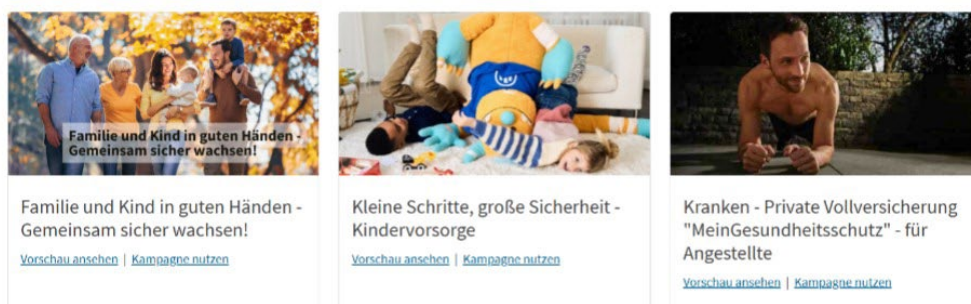 Familie und Kind in guten Händen -
Gemeinsam sicher wachsen!
Familie und Kind in guten Händen -
Gemeinsam sicher wachsen!
Vorschau ansehen | Kampagne nutzen
Kleine Schritte, große Sicherheit -
Kindervorsorge
Vorschau ansehen | Kampagne nutzen
Kranken - Private Vollversicherung
"MeinGesundheitsschutz" - für
Angestellte
Vorschau ansehen | Kampagne nutzen